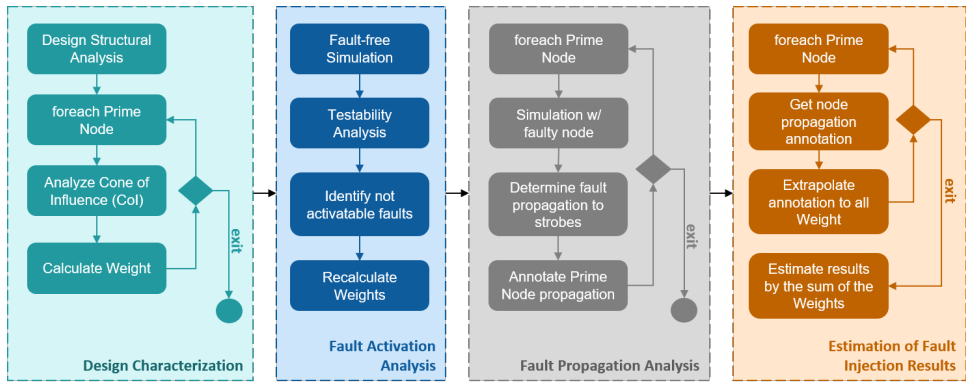 Design Structural
Analysis
foreach Prime
Node
Analyze Cone of
Influence (CoI)
Calculate Weight
exit
Design Characterization
Fault-free
Simulation
Testability
Analysis
Identify not
activatable faults
Recalculate
Weights
Fault Activation
Analysis
foreach Prime
Node
Simulation w/
faulty node
Determine fault
propagation to
strobes
Annotate Prime
Node propagation
exit
Fault Propagation Analysis
foreach Prime
Node
Get node
propagation
annotation
Extrapolate
annotation to all
Weight
exit
Estimate results
by the sum of the
Weights
Estimation of Fault
Injection Results